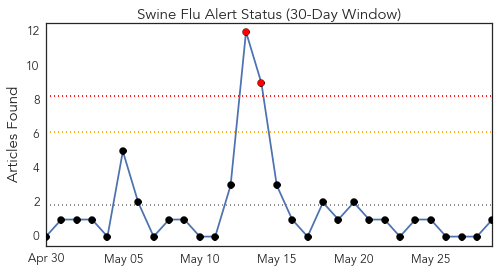 Swine Flu Alert Status (30-Day Window)
Articles Found
12
10
8
6
4
2
0
Apr 30 May 05 May 10 May 15 May 20 May 25